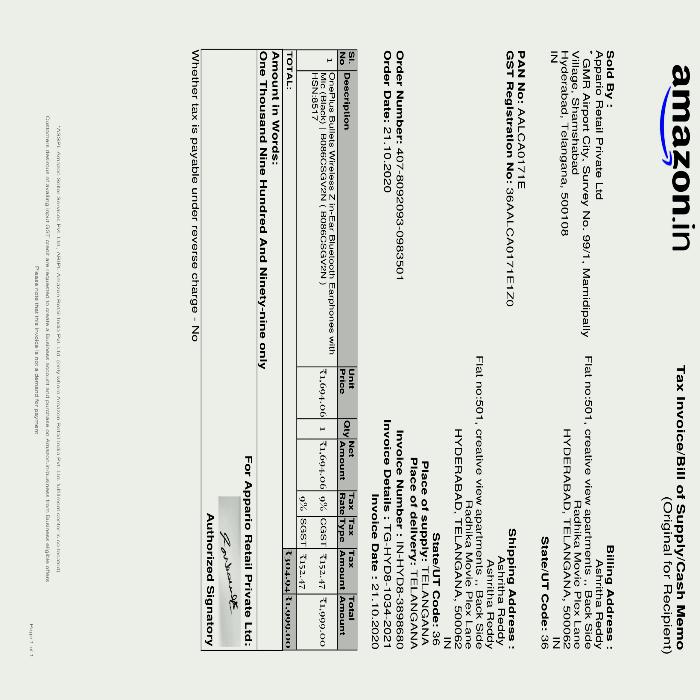 amazon.in
Tax Invoice/Bill of Supply/Cash Memo
(Original for Recipient)
Sold By :
Appario Retail Private Ltd
* GMR Airport City, Survey No. 99/1, Mamidipally
Village, Shamshabad
Hyderabad, Telangana, 500108
IN
Billing Address :
Ashritha Reddy
Flat no:501, creative view apartments ,, Back Side
Radhika Movie Plex Lane
HYDERABAD, TELANGANA, 500062
IN
State/UT Code: 36
PAN No: AALCA0171E
GST Registration No: 36AALCA0171E1Z0
Shipping Address :
Ashritha Reddy
Ashritha Reddy
Flat no:501, creative view apartments ,, Back Side
Radhika Movie Plex Lane
HYDERABAD, TELANGANA, 500062
IN
State/UT Code: 36
Place of supply: TELANGANA
Place of delivery: TELANGANA
Order Number: 407-8092093-0983501
Order Date: 21.10.2020
Invoice Number : IN-HYD8-3898680
Invoice Details : TG-HYD8-1034-2021
Invoice Date : 21.10.2020
Sl. No Description Unit Price Qty Net Amount Tax Rate Tax Type Tax Amount Total Amount
1 OnePlus Bullets Wireless Z in-Ear Bluetooth Earphones with
Mic (Black) | B086CSGV2N ( B086CSGV2N )
HSN:8517
₹1,694.06 1 ₹1,694.06 9% CGST ₹152.47 ₹1,999.00
9% SGST ₹152.47
TOTAL: ₹304.94 ₹1,999.00
Amount in Words:
One Thousand Nine Hundred And Ninety-nine only
For Appario Retail Private Ltd:
Authorized Signatory
Whether tax is payable under reverse charge - No
Please note that this invoice is not a demand for payment
Page 1 of 1